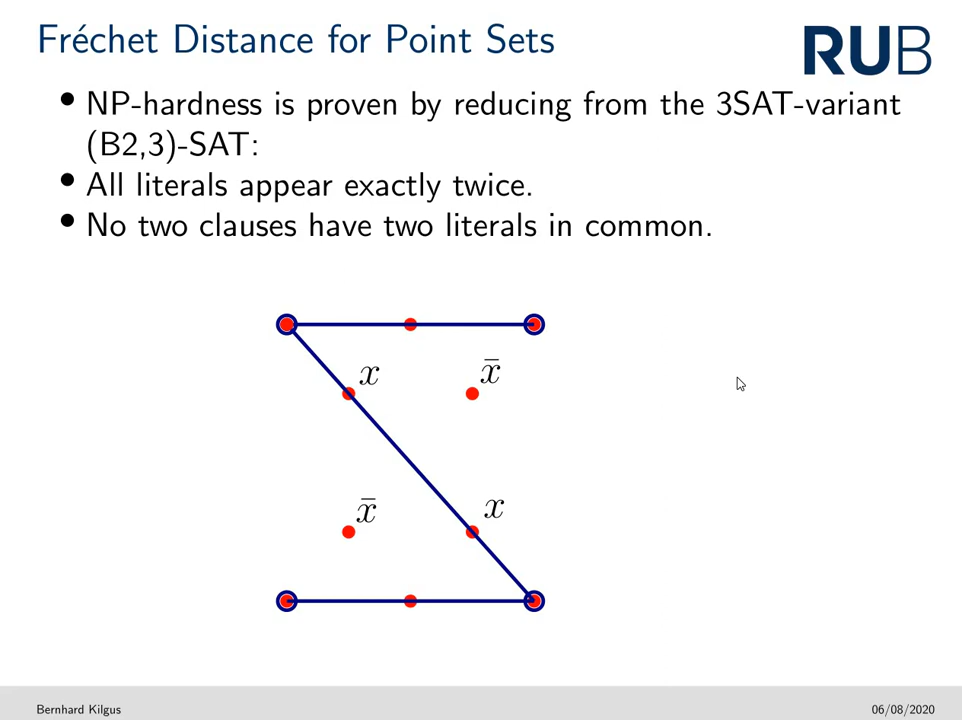 Fréchet Distance for Point Sets
RUB
• NP-hardness is proven by reducing from the 3SAT-variant
(B2,3)-SAT:
• All literals appear exactly twice.
• No two clauses have two literals in common.
x x̄
x̄ x
Bernhard Kilgus 06/08/2020